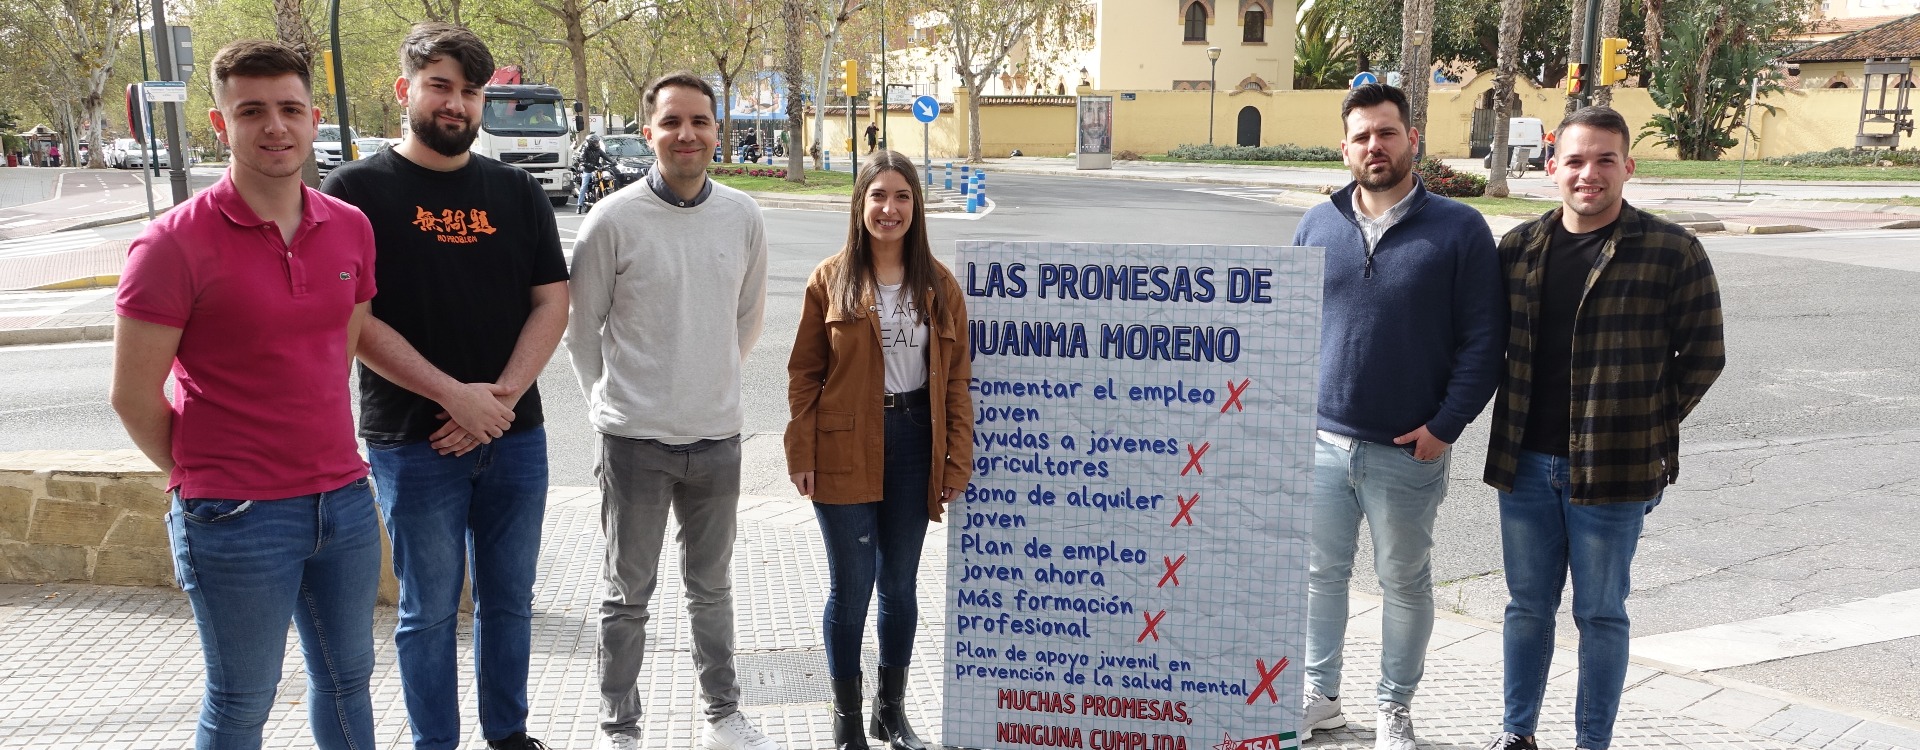 無問題
NO PROBLEM
LAS PROMESAS DE
JUANMA MORENO
Fomentar el empleo
joven
Ayudas a jóvenes
agricultores
Bono de alquiler
joven
Plan de empleo
joven ahora
Más formación
profesional
Plan de apoyo juvenil en
prevención de la salud mental
MUCHAS PROMESAS,
NINGUNA CUMPLIDA
JSA